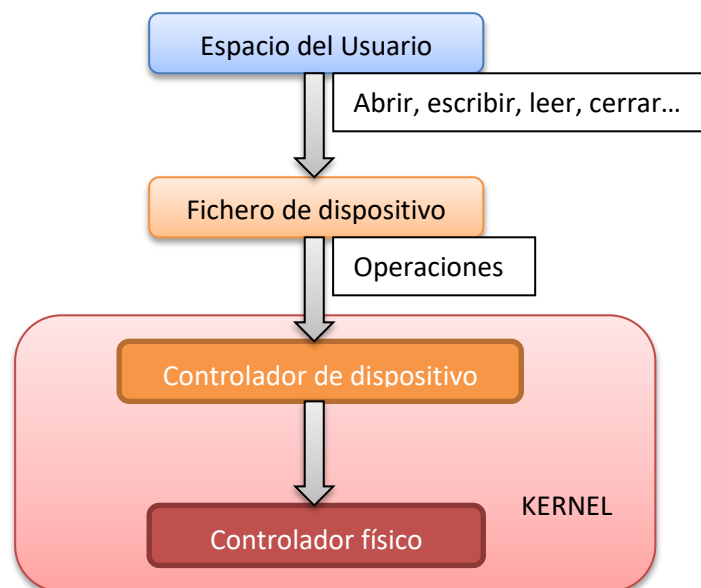 Espacio del Usuario
Abrir, escribir, leer, cerrar…
Fichero de dispositivo
Operaciones
Controlador de dispositivo
KERNEL
Controlador físico